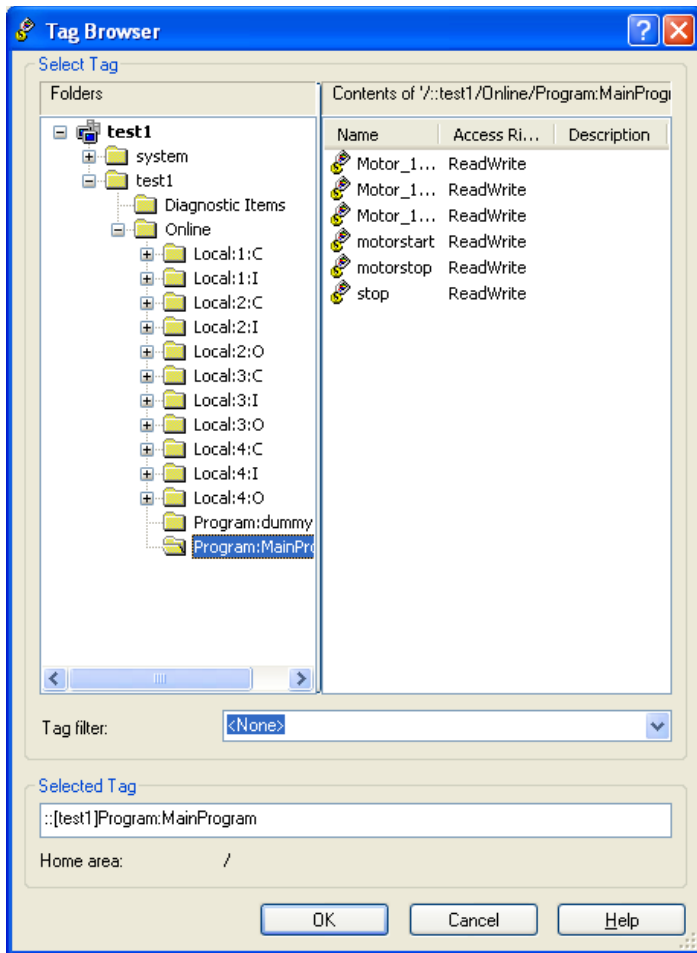 Tag Browser
Select Tag
Folders
Contents of '/::test1/Online/Program:MainProgr
test1
system
test1
Diagnostic Items
Online
Local:1:C
Local:1:I
Local:2:C
Local:2:I
Local:2:O
Local:3:C
Local:3:I
Local:3:O
Local:4:C
Local:4:I
Local:4:O
Program:dummy
Program:MainPro
Name Access Ri... Description
Motor_1... ReadWrite
Motor_1... ReadWrite
Motor_1... ReadWrite
motorstart ReadWrite
motorstop ReadWrite
stop ReadWrite
Tag filter: <None>
Selected Tag
::[test1]Program:MainProgram
Home area: /
OK Cancel Help